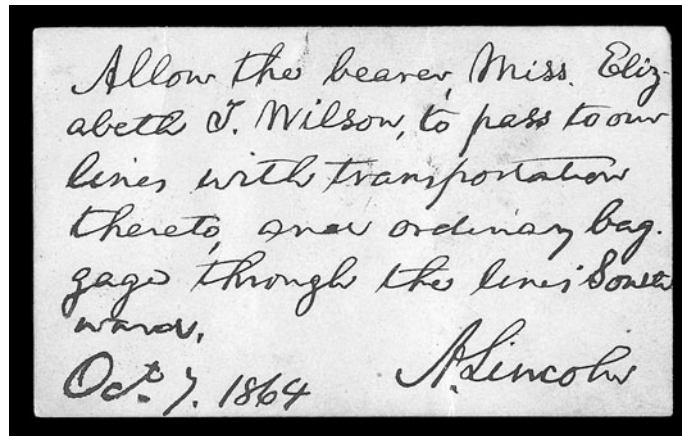 Allow the bearer, Miss. Eliz-
abeth J. Wilson, to pass to our
lines with transportation
thereto, and ordinary bag-
gage through the lines South
ward.
Oct. 7. 1864 A. Lincoln